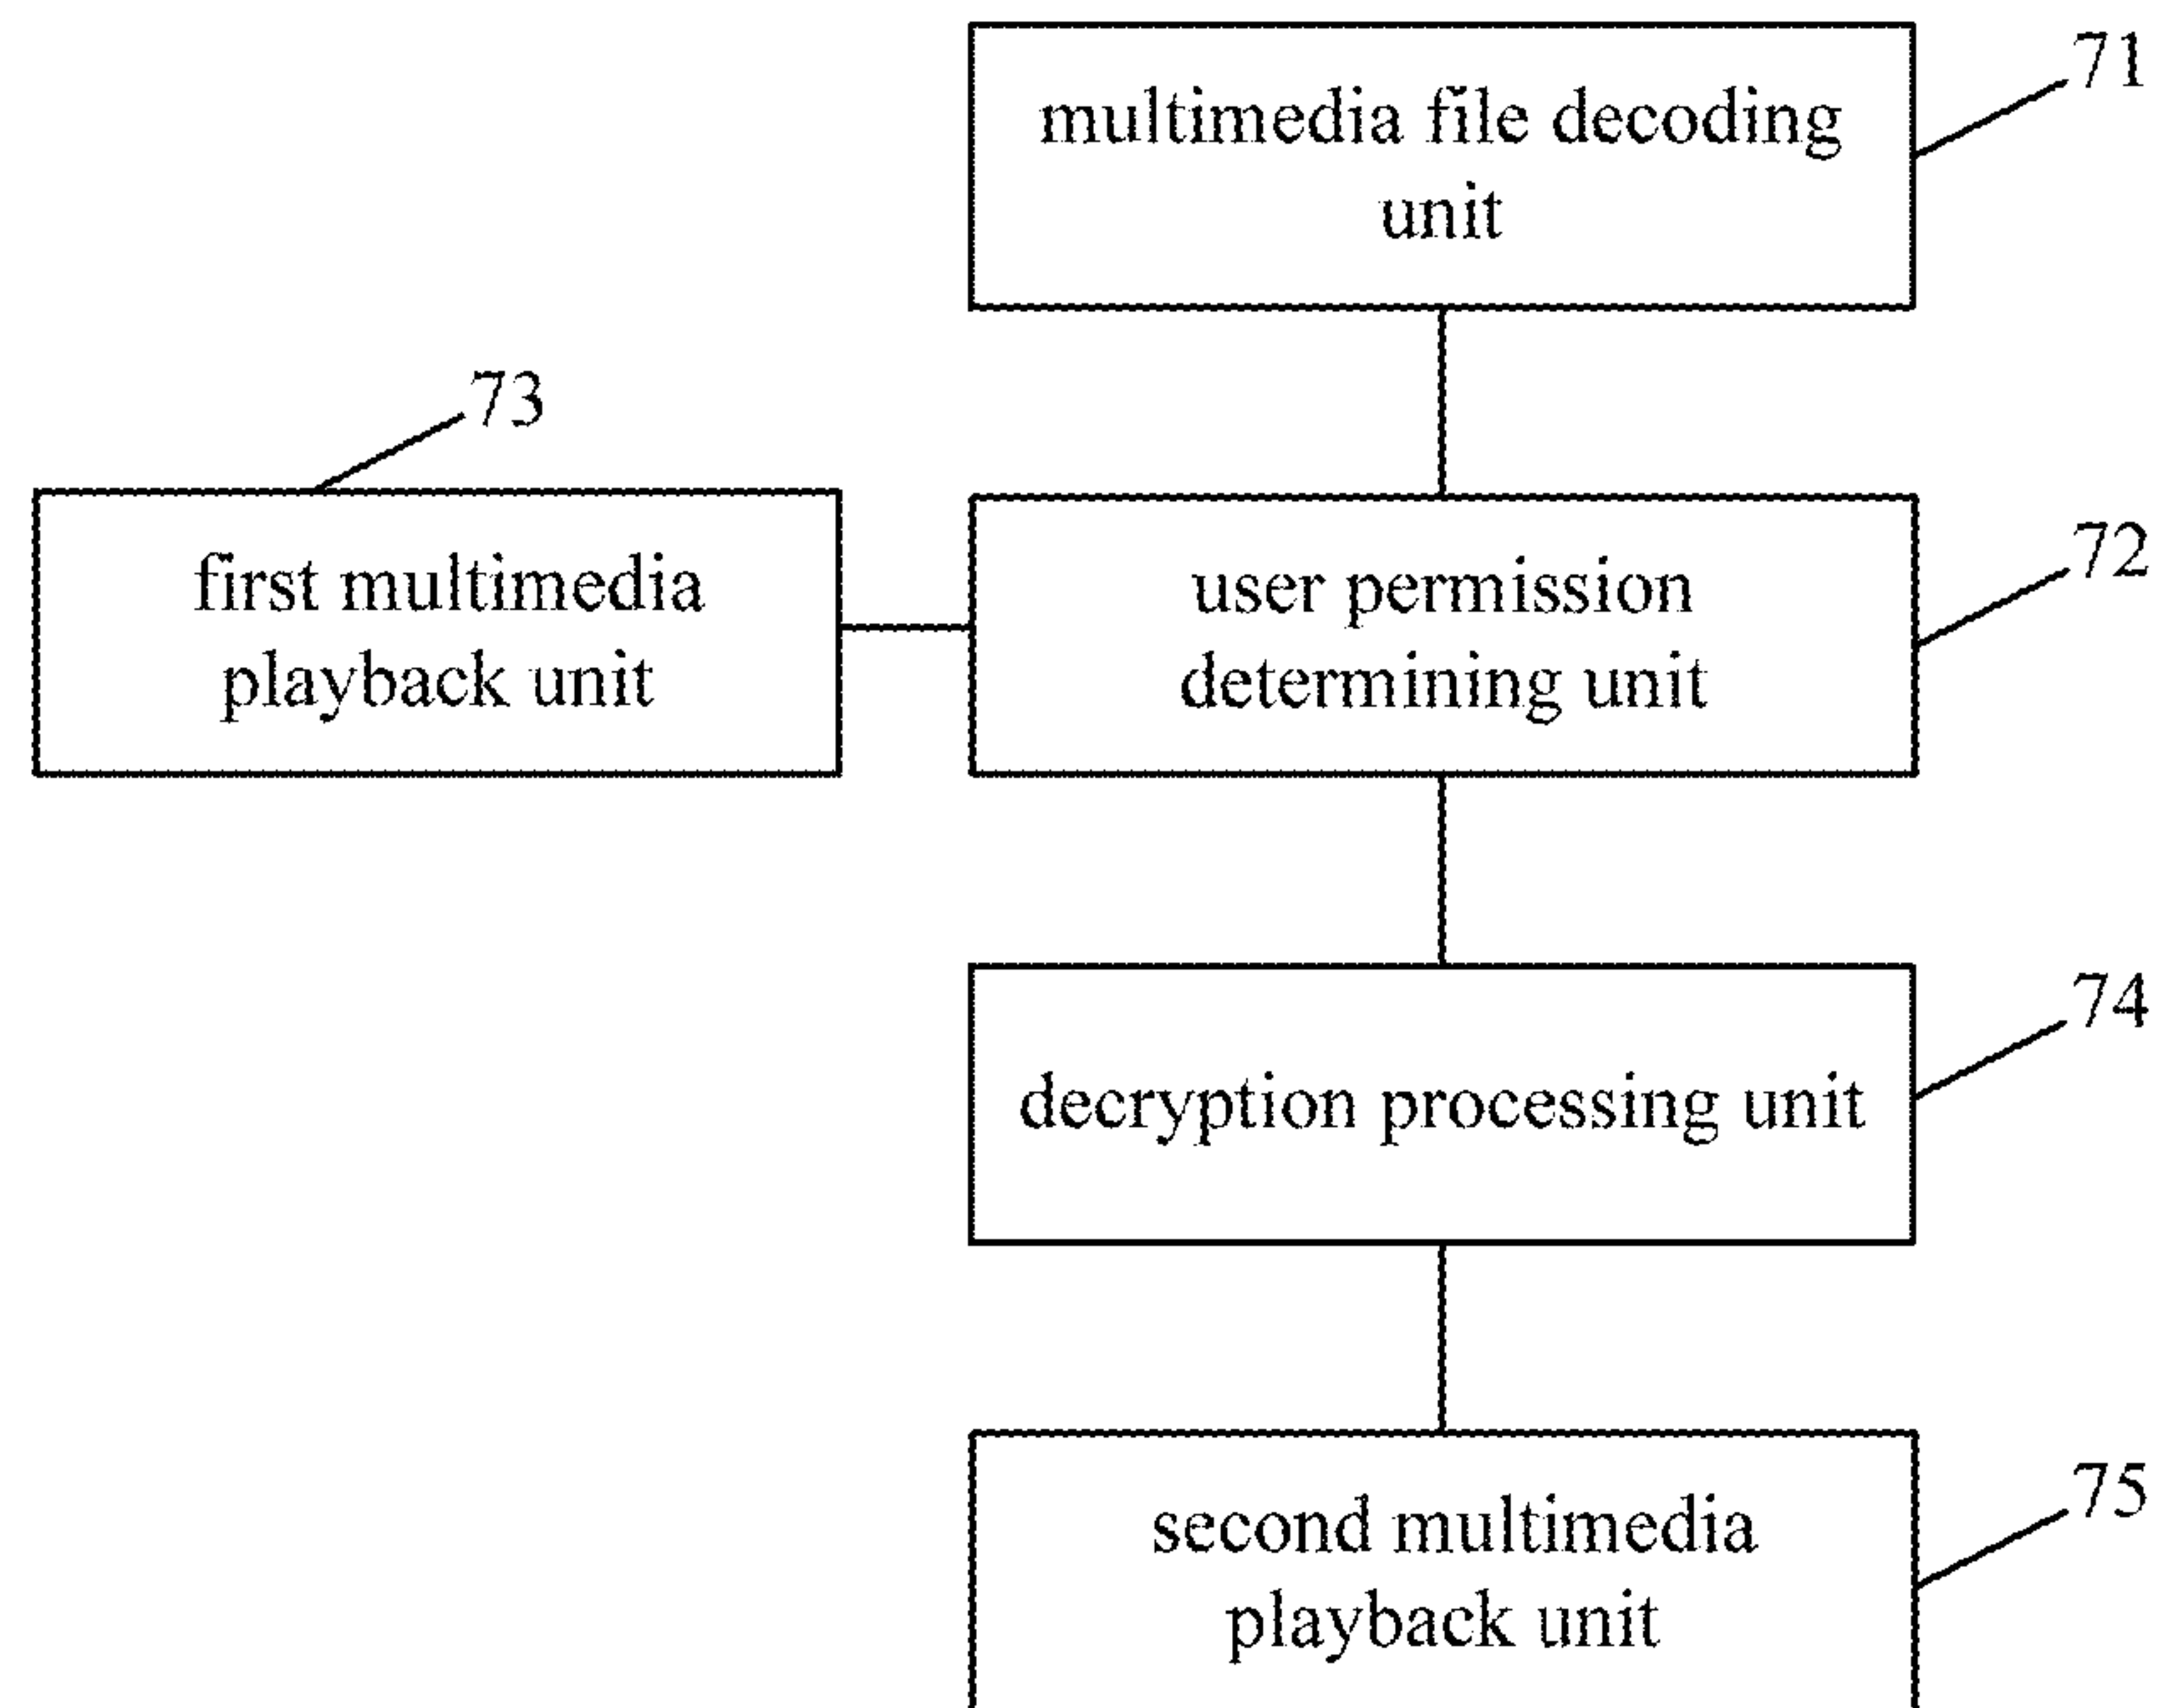 71
multimedia file decoding
unit
73
72
first multimedia
playback unit
user permission
determining unit
74
decryption processing unit
75
second multimedia
playback unit